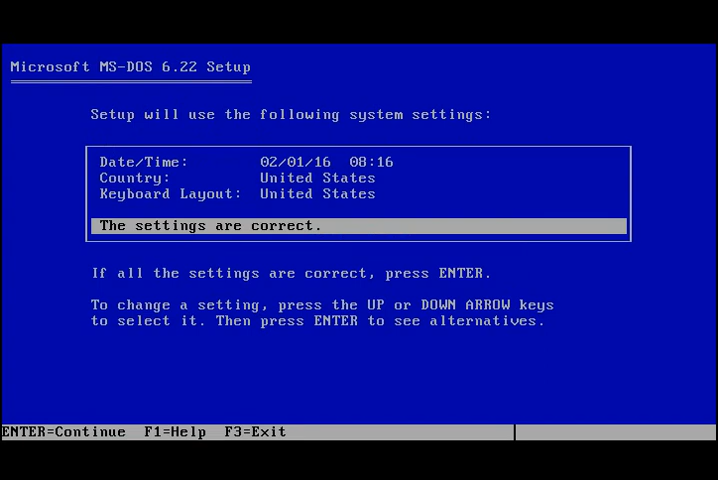 Microsoft MS-DOS 6.22 Setup
Setup will use the following system settings:
Date/Time: 02/01/16 08:16
Country: United States
Keyboard Layout: United States
The settings are correct.
If all the settings are correct, press ENTER.
To change a setting, press the UP or DOWN ARROW keys
to select it. Then press ENTER to see alternatives.
ENTER=Continue F1=Help F3=Exit